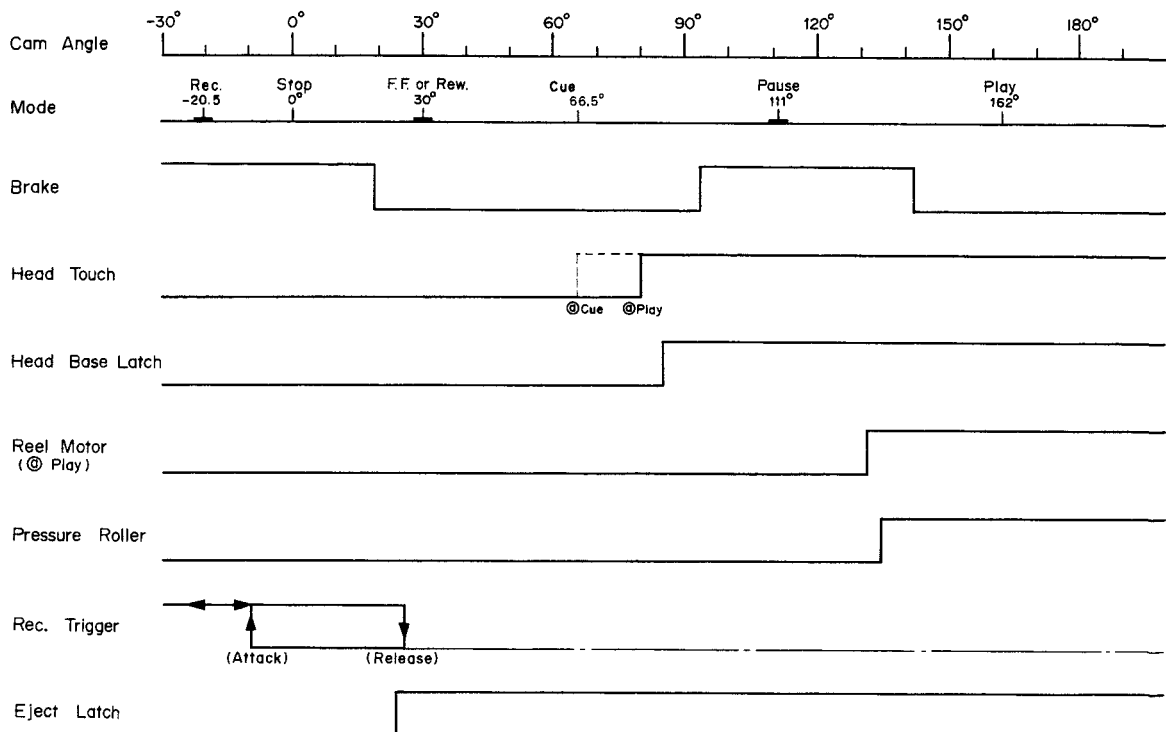 Cam Angle -30° 0° 30° 60° 90° 120° 150° 180°
Rec. Stop F.F. or Rew. Cue Pause Play
Mode -20.5 0° 30° 66.5° 111° 162°
Brake
Head Touch
@Cue @Play
Head Base Latch
Reel Motor
(@ Play)
Pressure Roller
Rec. Trigger
(Attack) (Release)
Eject Latch